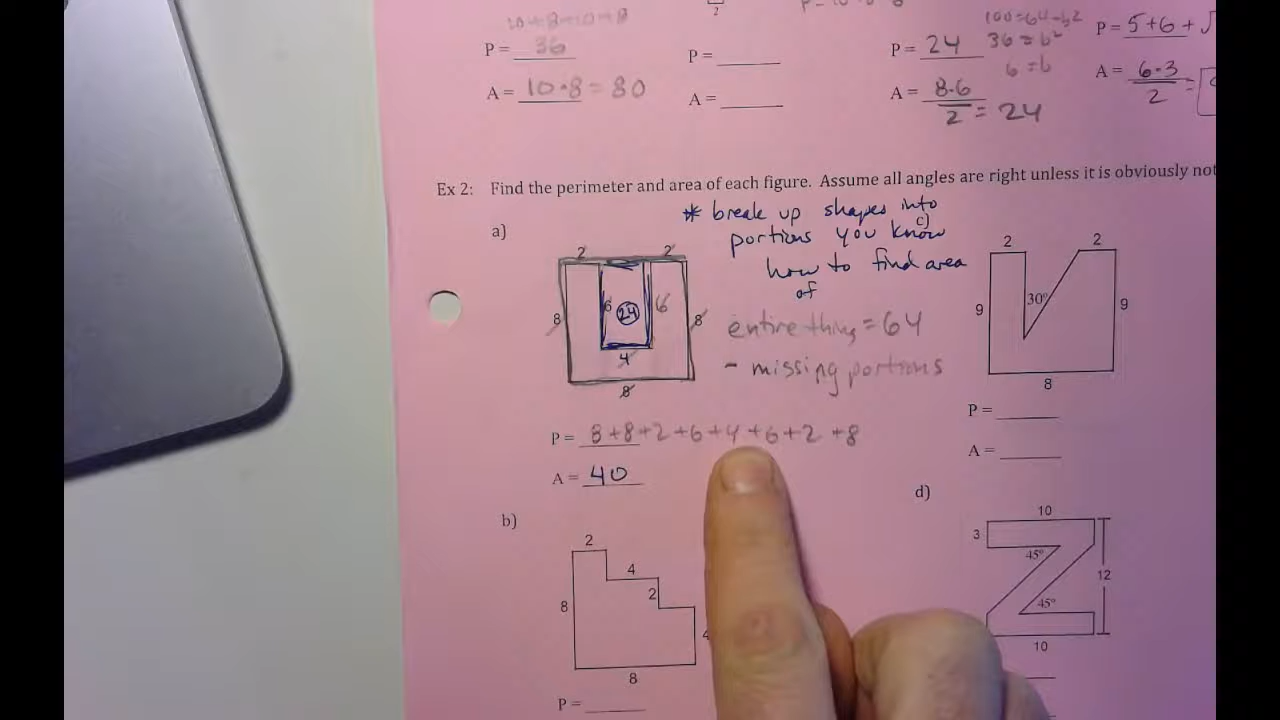 10+8+10+8
2
P = 36
P =
P = 24
100=64+b²
36 = b²
6 = b
P = 5+6+√
A = 10·8 = 80
A =
A = 8·6
2 = 24
A = 6·3
2 =
Ex 2: Find the perimeter and area of each figure. Assume all angles are right unless it is obviously not
* break up shapes into
portions you know
how to find area
of
a)
2 2
8 6 24 6 8
4
8
entire thing = 64
- missing portions
P = 8+8+2+6+4+6+2+8
A = 40
c)
2 2
30°
9 9
8
P =
A =
b)
2
4
2
8 4
8
P =
d)
10
3
45°
12
45°
10